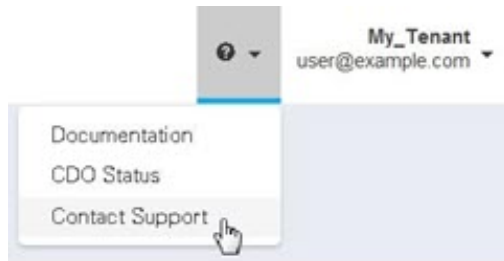 My_Tenant
user@example.com
Documentation
CDO Status
Contact Support